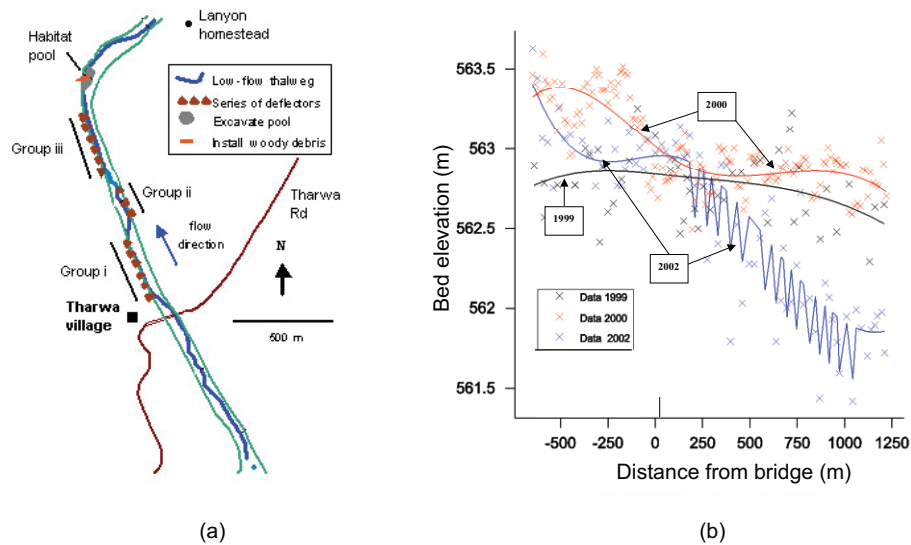 Lanyon
homestead
Habitat
pool
Low-flow thalweg
Series of deflectors
Excavate pool
Install woody debris
Group iii
Group ii
Tharwa
Rd
flow
direction
N
Group i
Tharwa
village
500 m
(a)
563.5
563
562.5
562
561.5
Bed elevation (m)
2000
1999
2002
Data 1999
Data 2000
Data 2002
-500
-250
0
250
500
750
1000
1250
Distance from bridge (m)
(b)